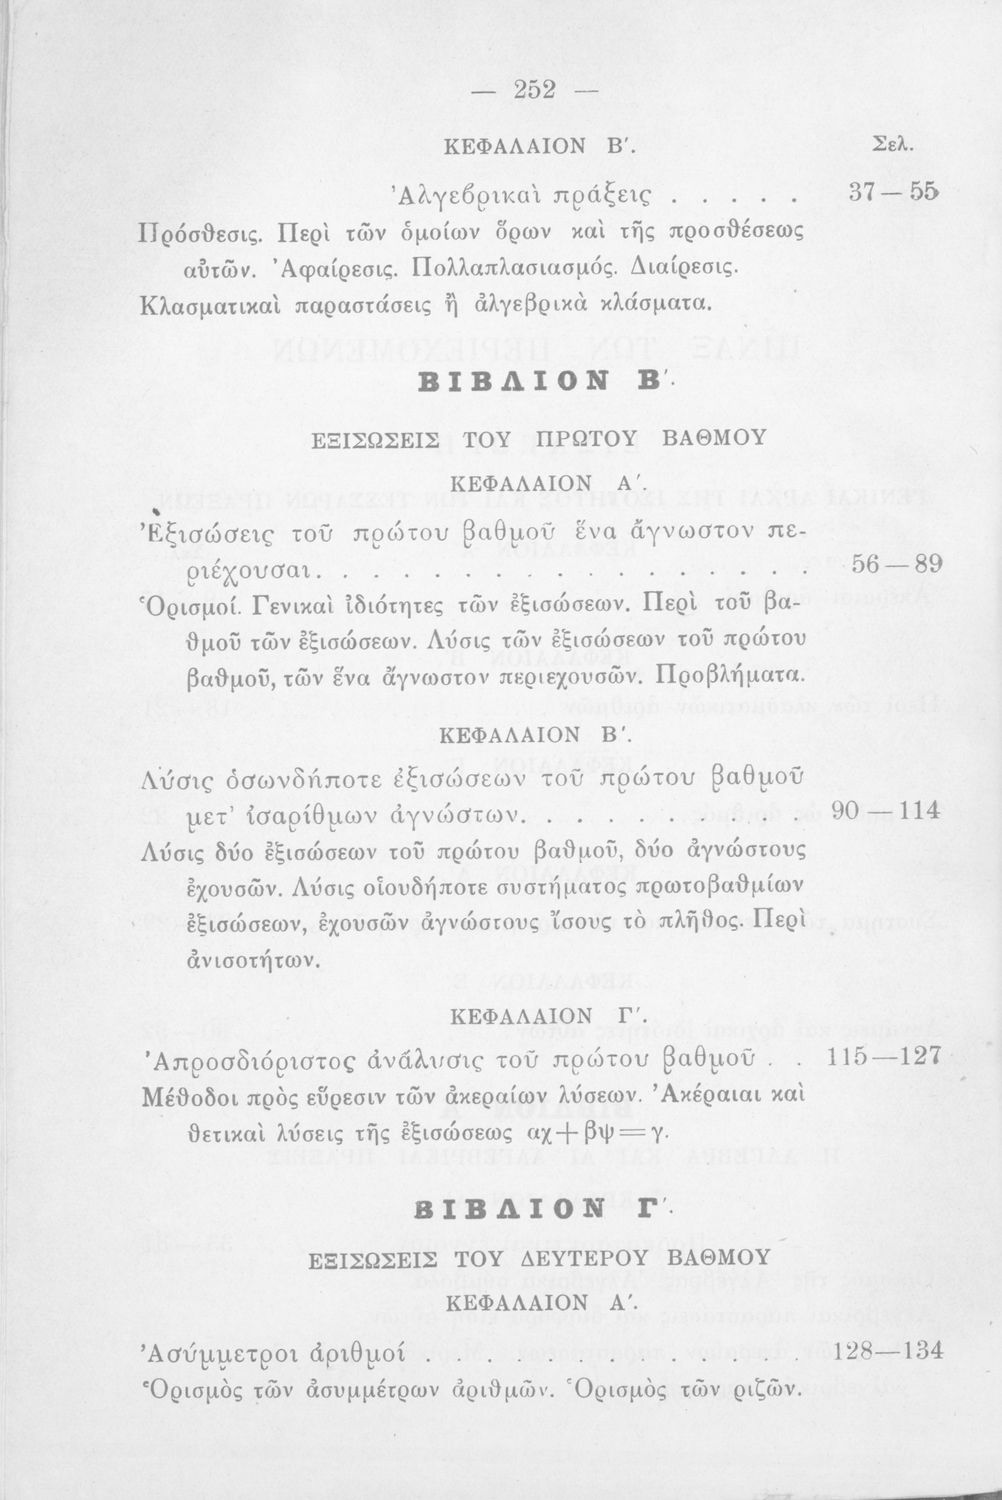 — 252 —
ΚΕΦΑΛΑΙΟΝ Β΄. Σελ.
Ἀλγεβρικαὶ πράξεις . . . . . 37 — 55
Πρόσθεσις. Περὶ τῶν ὁμοίων ὅρων καὶ τῆς προσθέσεως
αὐτῶν. Ἀφαίρεσις. Πολλαπλασιασμός. Διαίρεσις.
Κλασματικαὶ παραστάσεις ἢ ἀλγεβρικὰ κλάσματα.
ΒΙΒΛΙΟΝ Β΄.
ΕΞΙΣΩΣΕΙΣ ΤΟΥ ΠΡΩΤΟΥ ΒΑΘΜΟΥ
ΚΕΦΑΛΑΙΟΝ Α΄.
Ἐξισώσεις τοῦ πρώτου βαθμοῦ ἕνα ἄγνωστον πε-
ριέχουσαι. . . . . . . . . . . . . . . . . 56 — 89
Ὁρισμοί. Γενικαὶ ἰδιότητες τῶν ἐξισώσεων. Περὶ τοῦ βα-
θμοῦ τῶν ἐξισώσεων. Λύσις τῶν ἐξισώσεων τοῦ πρώτου
βαθμοῦ, τῶν ἕνα ἄγνωστον περιεχουσῶν. Προβλήματα.
ΚΕΦΑΛΑΙΟΝ Β΄.
Λύσις ὁσωνδήποτε ἐξισώσεων τοῦ πρώτου βαθμοῦ
μετ’ ἰσαρίθμων ἀγνώστων. . . . . . . . . . 90 — 114
Λύσις δύο ἐξισώσεων τοῦ πρώτου βαθμοῦ, δύο ἀγνώστους
ἐχουσῶν. Λύσις οἱουδήποτε συστήματος πρωτοβαθμίων
ἐξισώσεων, ἐχουσῶν ἀγνώστους ἴσους τὸ πλῆθος. Περὶ
ἀνισοτήτων.
ΚΕΦΑΛΑΙΟΝ Γ΄.
Ἀπροσδιόριστος ἀνάλυσις τοῦ πρώτου βαθμοῦ . . 115—127
Μέθοδοι πρὸς εὕρεσιν τῶν ἀκεραίων λύσεων. Ἀκέραιαι καὶ
θετικαὶ λύσεις τῆς ἐξισώσεως αχ+βψ=γ.
ΒΙΒΛΙΟΝ Γ΄.
ΕΞΙΣΩΣΕΙΣ ΤΟΥ ΔΕΥΤΕΡΟΥ ΒΑΘΜΟΥ
ΚΕΦΑΛΑΙΟΝ Α΄.
Ἀσύμμετροι ἀριθμοί . . . . . . . . . . . . . 128—134
Ὁρισμὸς τῶν ἀσυμμέτρων ἀριθμῶν. Ὁρισμὸς τῶν ριζῶν.